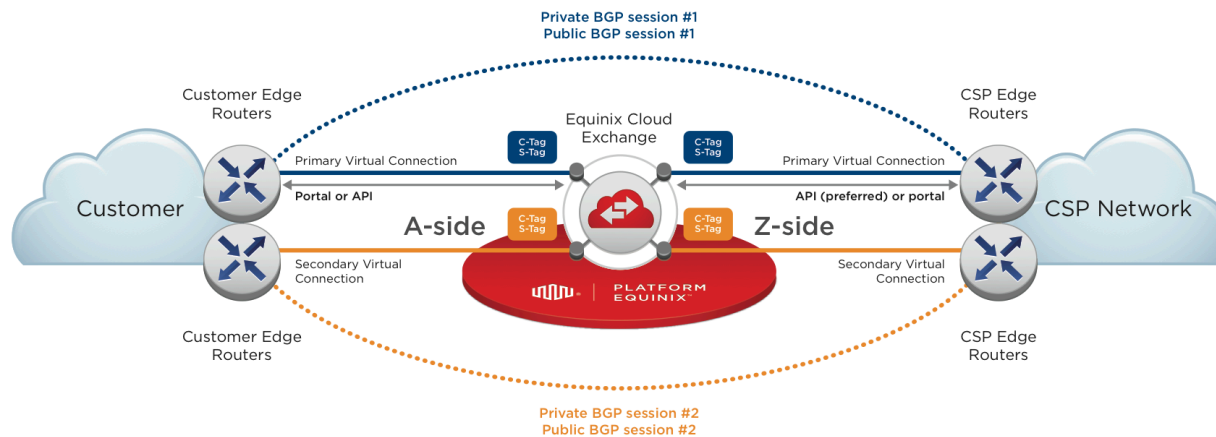 Private BGP session #1
Public BGP session #1
Customer Edge
Routers
CSP Edge
Routers
Equinix Cloud
Exchange
C-Tag
S-Tag
C-Tag
S-Tag
Primary Virtual Connection
Primary Virtual Connection
Portal or API
API (preferred) or portal
Customer
CSP Network
A-side
C-Tag
S-Tag
C-Tag
S-Tag
Z-side
Secondary Virtual
Connection
Secondary Virtual
Connection
PLATFORM
EQUINIX™
Customer Edge
Routers
CSP Edge
Routers
Private BGP session #2
Public BGP session #2